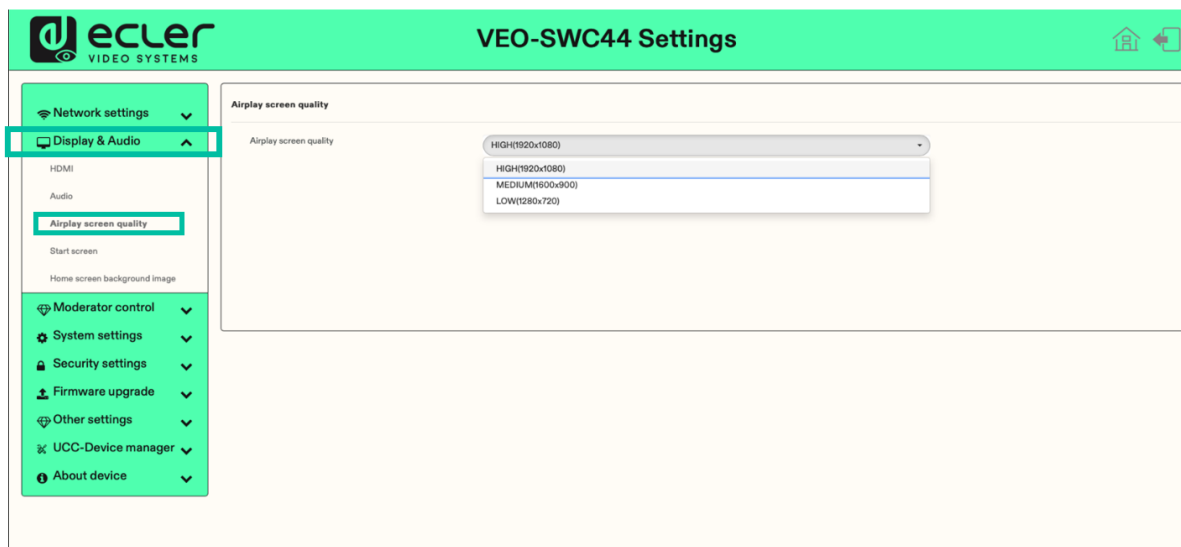 ecler
VIDEO SYSTEMS
VEO-SWC44 Settings
Network settings
Display & Audio
HDMI
Audio
Airplay screen quality
Start screen
Home screen background image
Moderator control
System settings
Security settings
Firmware upgrade
Other settings
UCC-Device manager
About device
Airplay screen quality
Airplay screen quality
HIGH(1920x1080)
HIGH(1920x1080)
MEDIUM(1600x900)
LOW(1280x720)